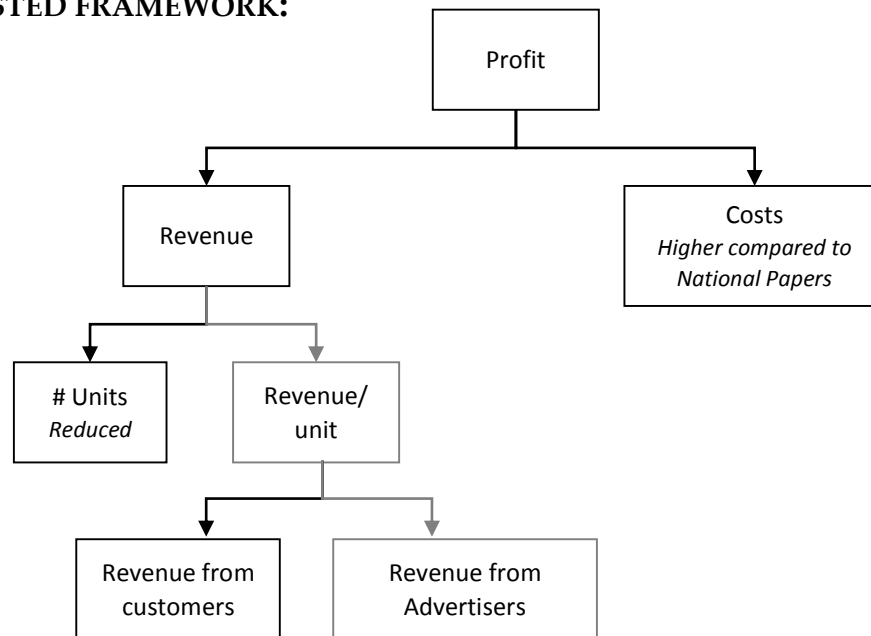 STED FRAMEWORK:
Profit
Revenue
Costs
Higher compared to
National Papers
# Units
Reduced
Revenue/
unit
Revenue from
customers
Revenue from
Advertisers